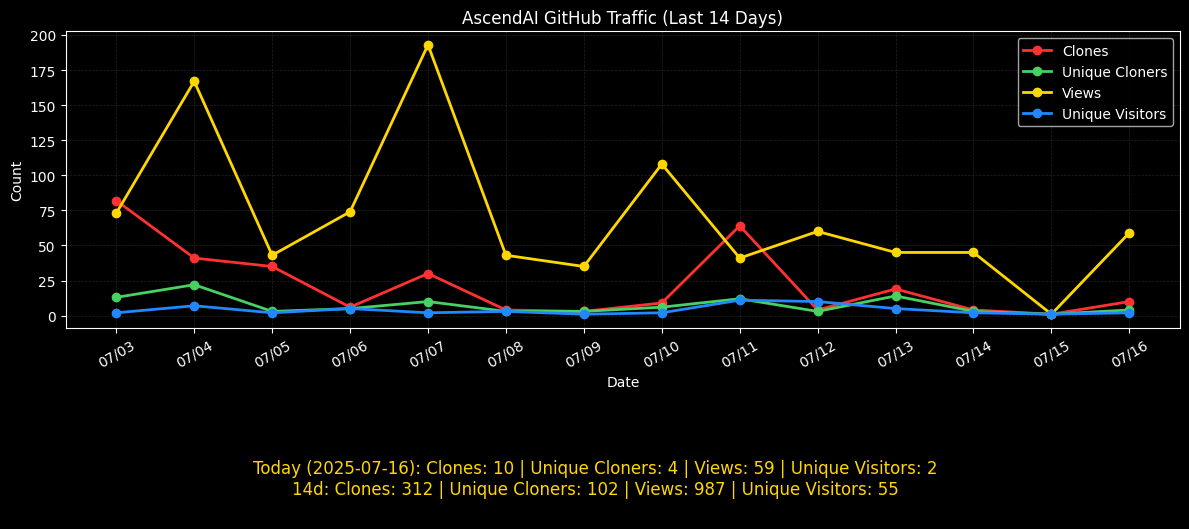 AscendAI GitHub Traffic (Last 14 Days)
200
175
150
125
100
75
50
25
0
Count
Clones
Unique Cloners
Views
Unique Visitors
07/03
07/04
07/05
07/06
07/07
07/08
07/09
07/10
07/11
07/12
07/13
07/14
07/15
07/16
Date
Today (2025-07-16): Clones: 10 | Unique Cloners: 4 | Views: 59 | Unique Visitors: 2
14d: Clones: 312 | Unique Cloners: 102 | Views: 987 | Unique Visitors: 55